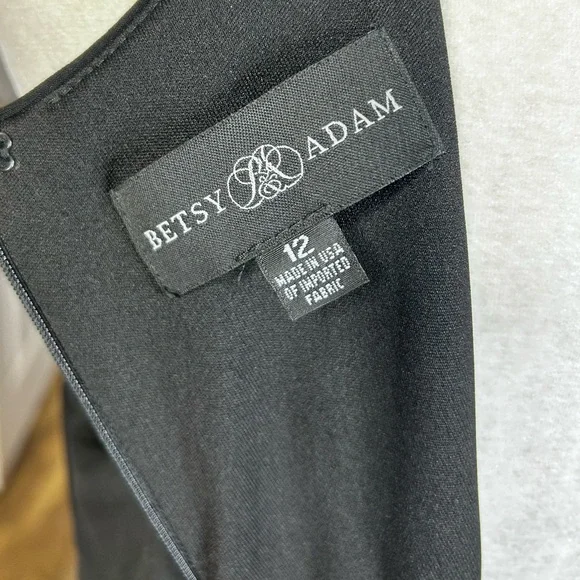 BETSY & ADAM
12
MADE IN USA
OF IMPORTED
FABRIC